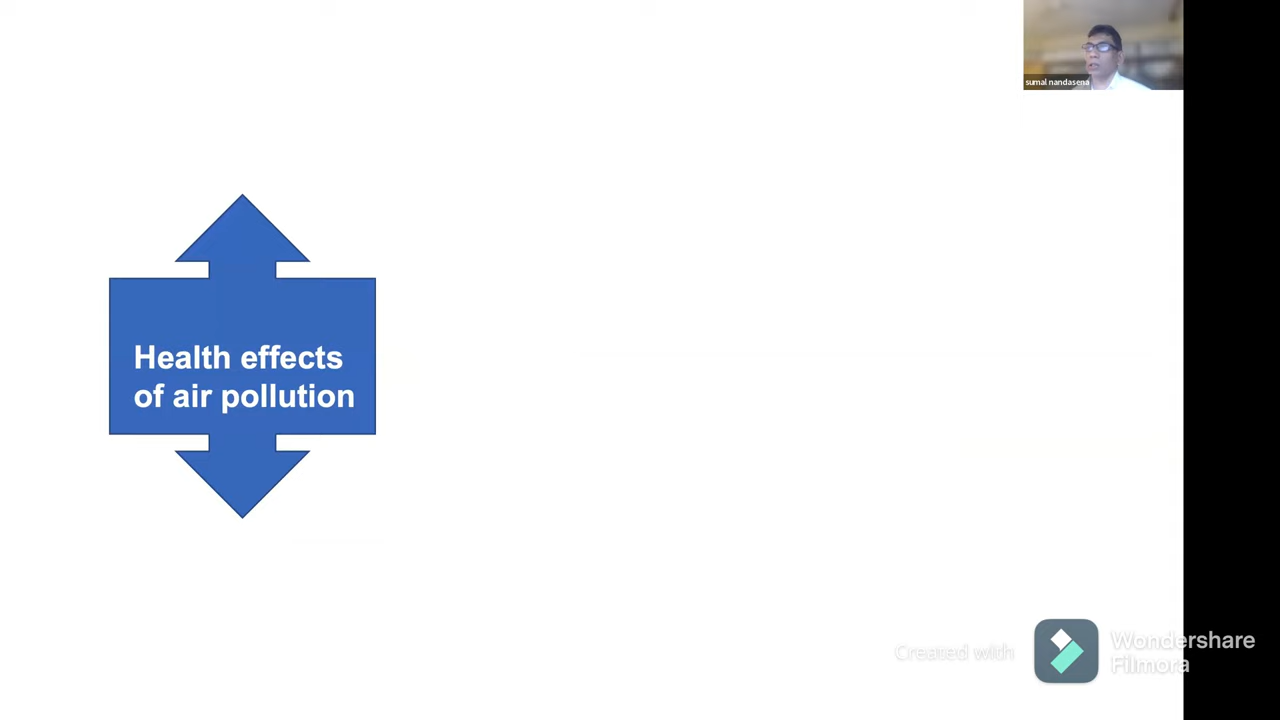 sumal nandasena
Health effects
of air pollution
Created with
Wondershare
Filmora